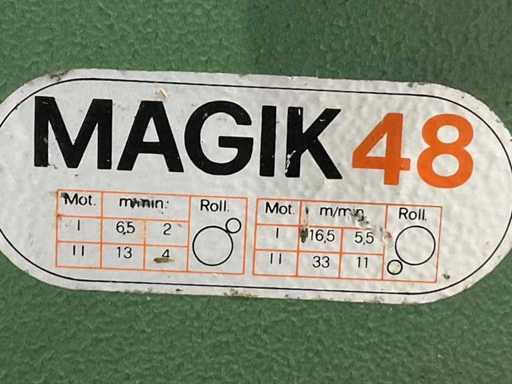 MAGIK 48
Mot. m/min. Roll.
I 6,5 2
II 13 4
Mot. m/min. Roll.
I 16,5 5,5
II 33 11